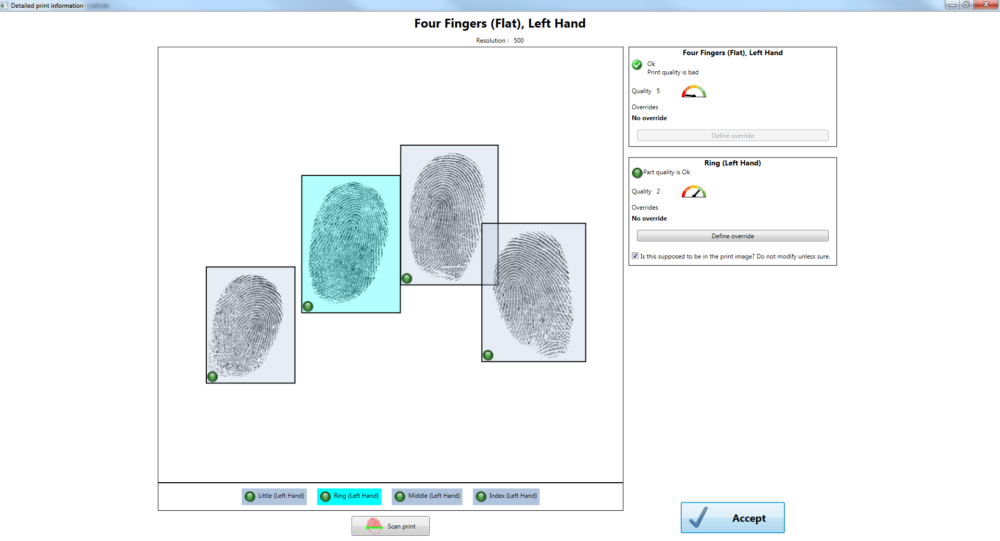 Detailed print information
Four Fingers (Flat), Left Hand
Resolution : 500
Four Fingers (Flat), Left Hand
Ok
Print quality is bad
Quality 5
Overrides
No override
Define override
Ring (Left Hand)
Part quality is Ok
Quality 2
Overrides
No override
Define override
Is this supposed to be in the print image? Do not modify unless sure.
Little (Left Hand)
Ring (Left Hand)
Middle (Left Hand)
Index (Left Hand)
Scan print
Accept